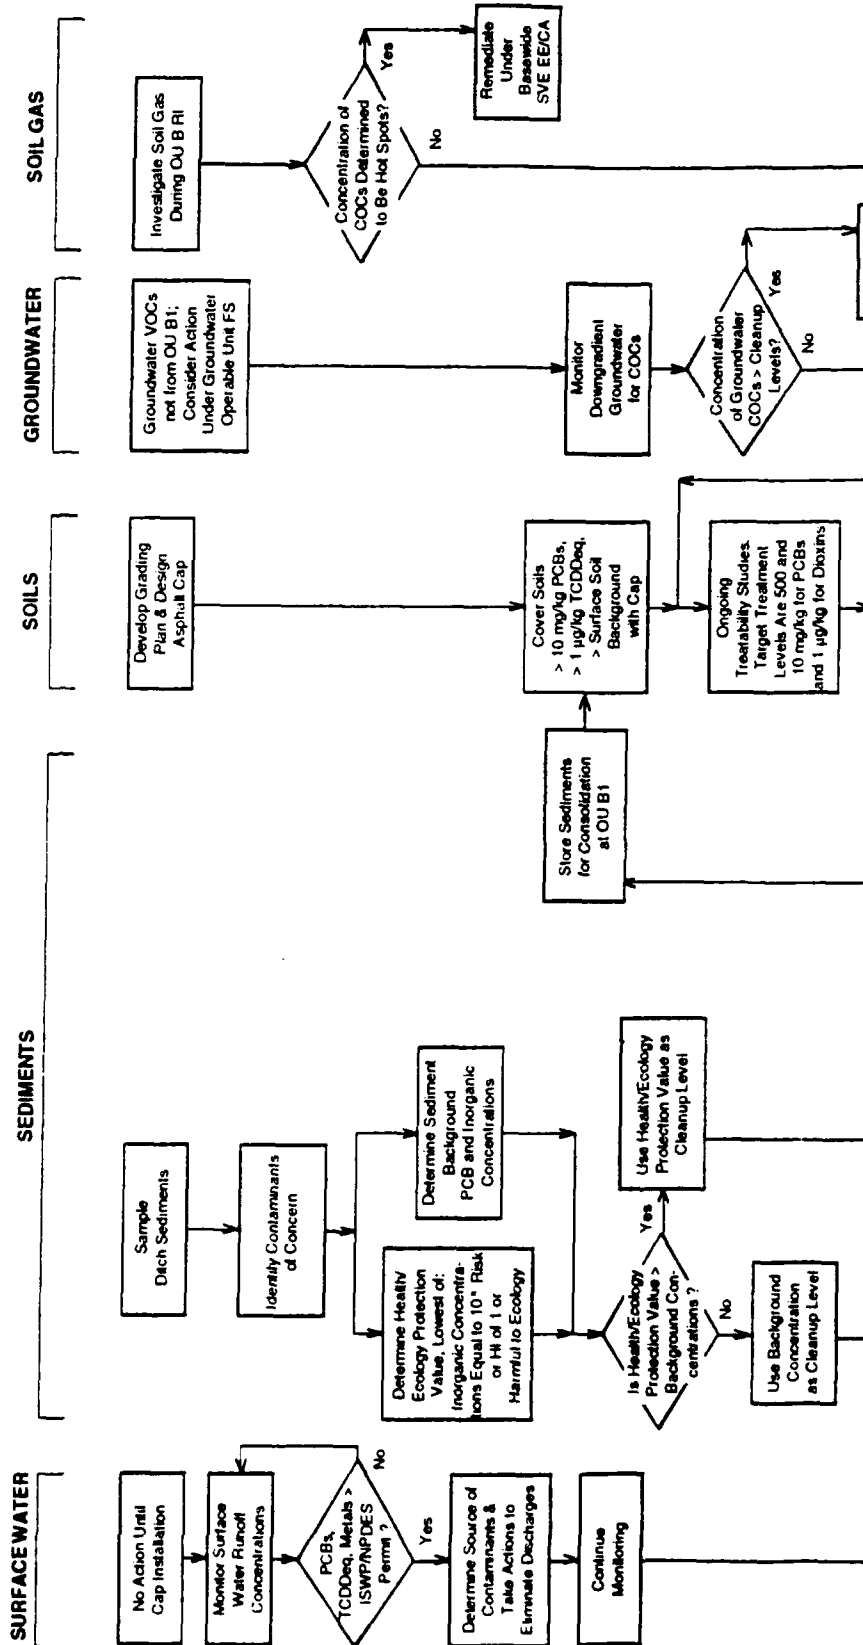 SURFACEWATER
No Action Until
Cap Installation
Monitor Surface
Water Runoff
Concentrations
PCBs,
TCDDeq, Metals >
ISWP/NPDES
Permit ?
No
Yes
Determine Source of
Contaminants &
Take Actions to
Eliminate Discharges
Continue
Monitoring
SEDIMENTS
Sample
Ditch Sediments
Identify Contaminants
of Concern
Determine Health/
Ecology Protection
Value, Lowest of:
Inorganic Concentra-
tions Equal to 10 Risk
or HI of 1 or
Harmful to Ecology
Determine Sediment
Background
PCB and Inorganic
Concentrations
Is Health/Ecology
Protection Value >
Background Con-
centrations ?
Yes
No
Use Health/Ecology
Protection Value as
Cleanup Level
Use Background
Concentration
as Cleanup Level
Store Sediments
for Consolidation
at OU B1
SOILS
Develop Grading
Plan & Design
Asphalt Cap
Cover Soils
> 10 mg/kg PCBs,
> 1 µg/kg TCDDeq,
> Surface Soil
Background
with Cap
Ongoing
Treatability Studies.
Target Treatment
Levels Are 500 and
10 mg/kg for PCBs
and 1 µg/kg for Dioxins
GROUNDWATER
Groundwater VOCs
not from OU B1;
Consider Action
Under Groundwater
Operable Unit FS
Monitor
Downgradient
Groundwater
for COCs
Concentration
of Groundwater
COCs > Cleanup
Levels?
Yes
No
SOIL GAS
Investigate Soil Gas
During OU B RI
Concentration of
COCs Determined
to Be Hot Spots?
Yes
No
Remediate
Under
Basewide
SVE EE/CA